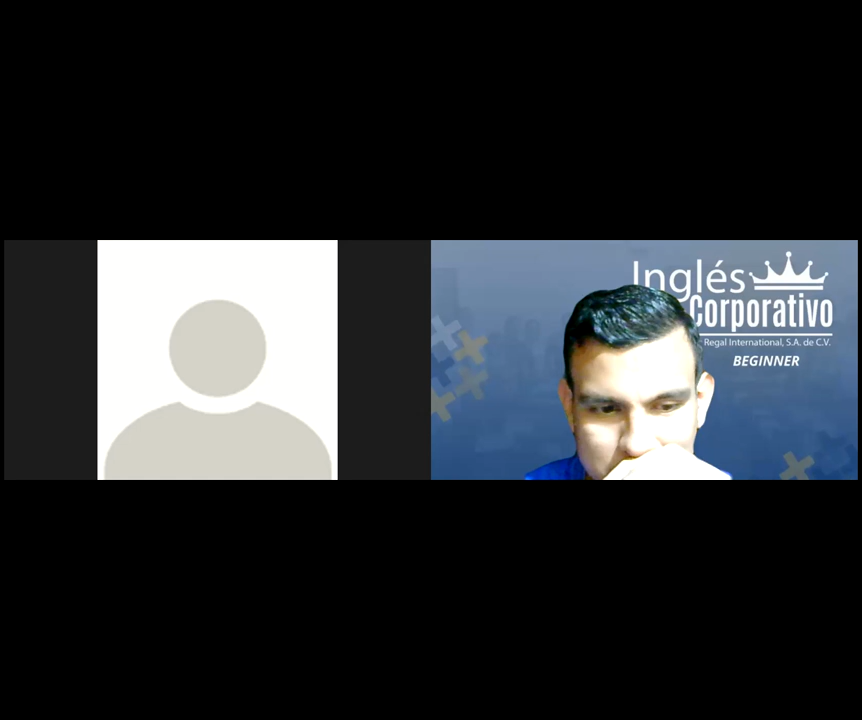 Inglés
Corporativo
Regal International, S.A. de C.V.
BEGINNER